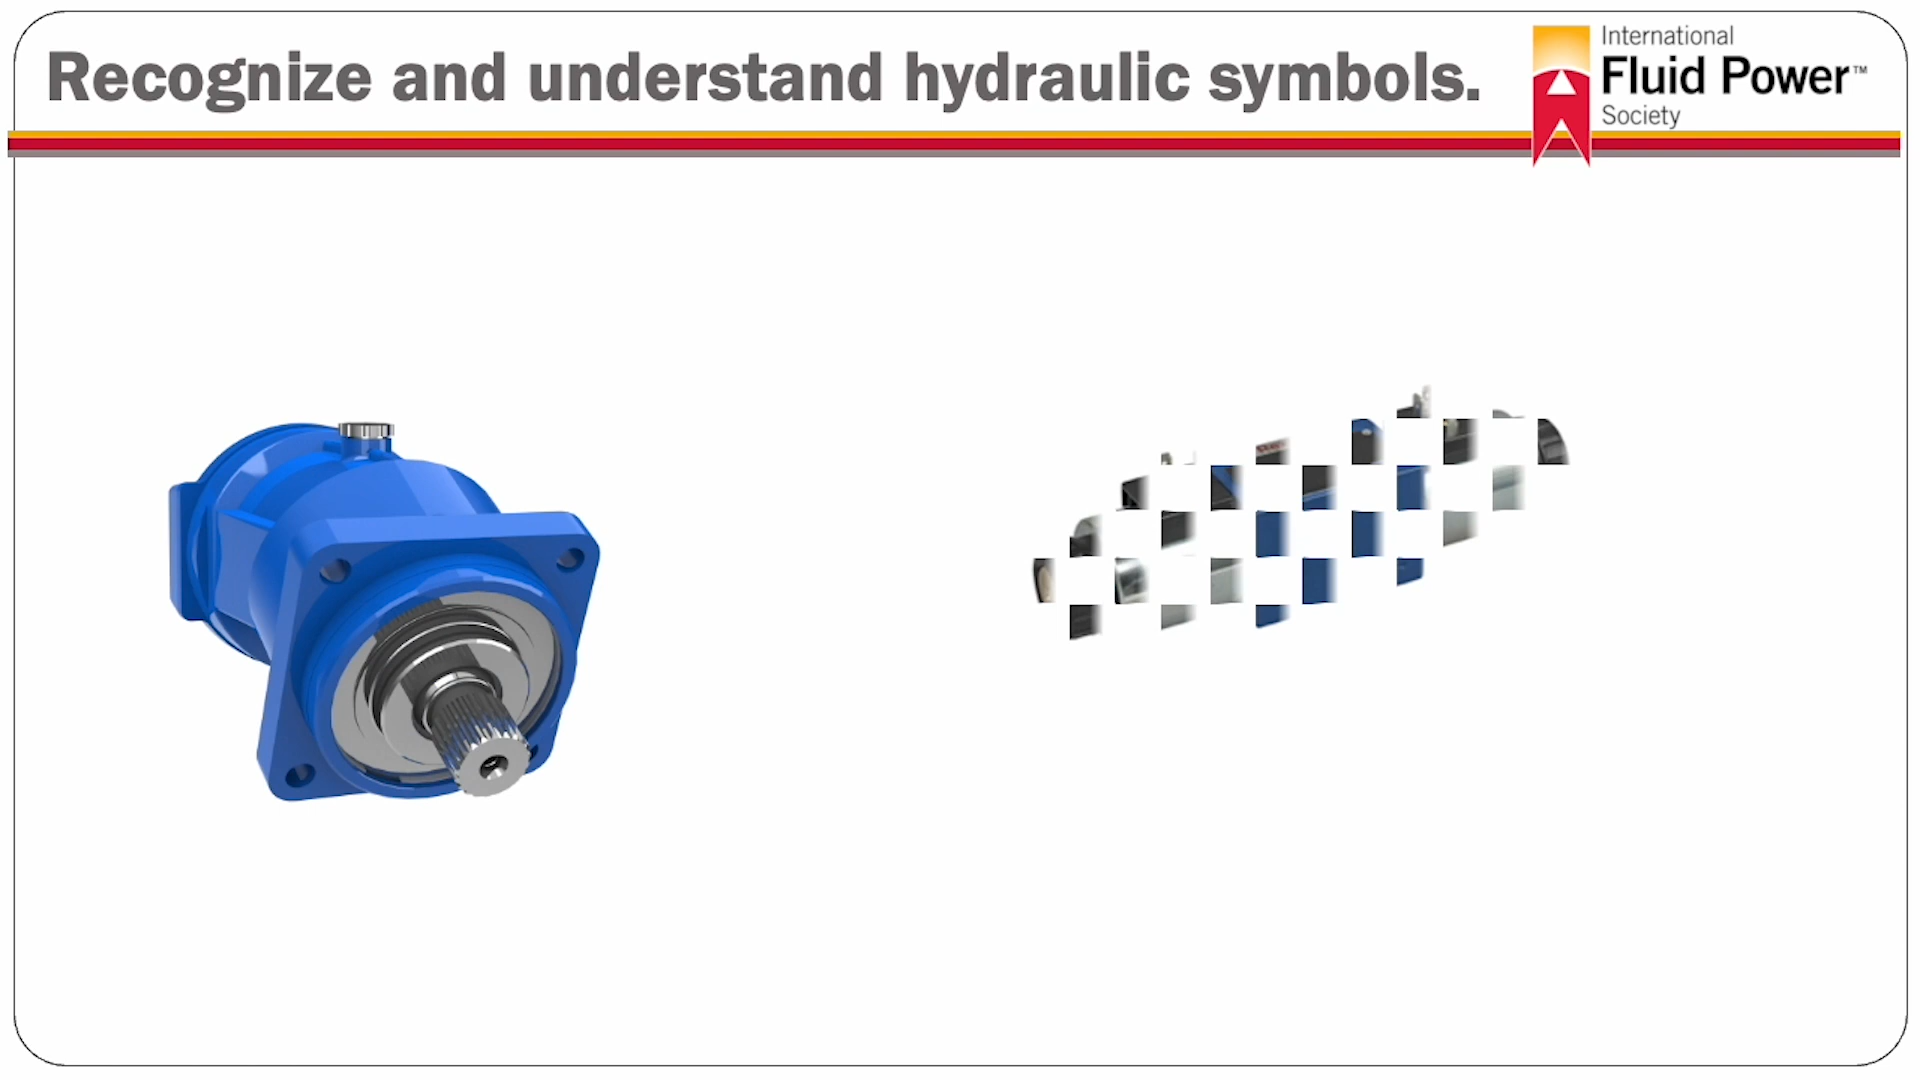 Recognize and understand hydraulic symbols.
International
Fluid Power™
Society